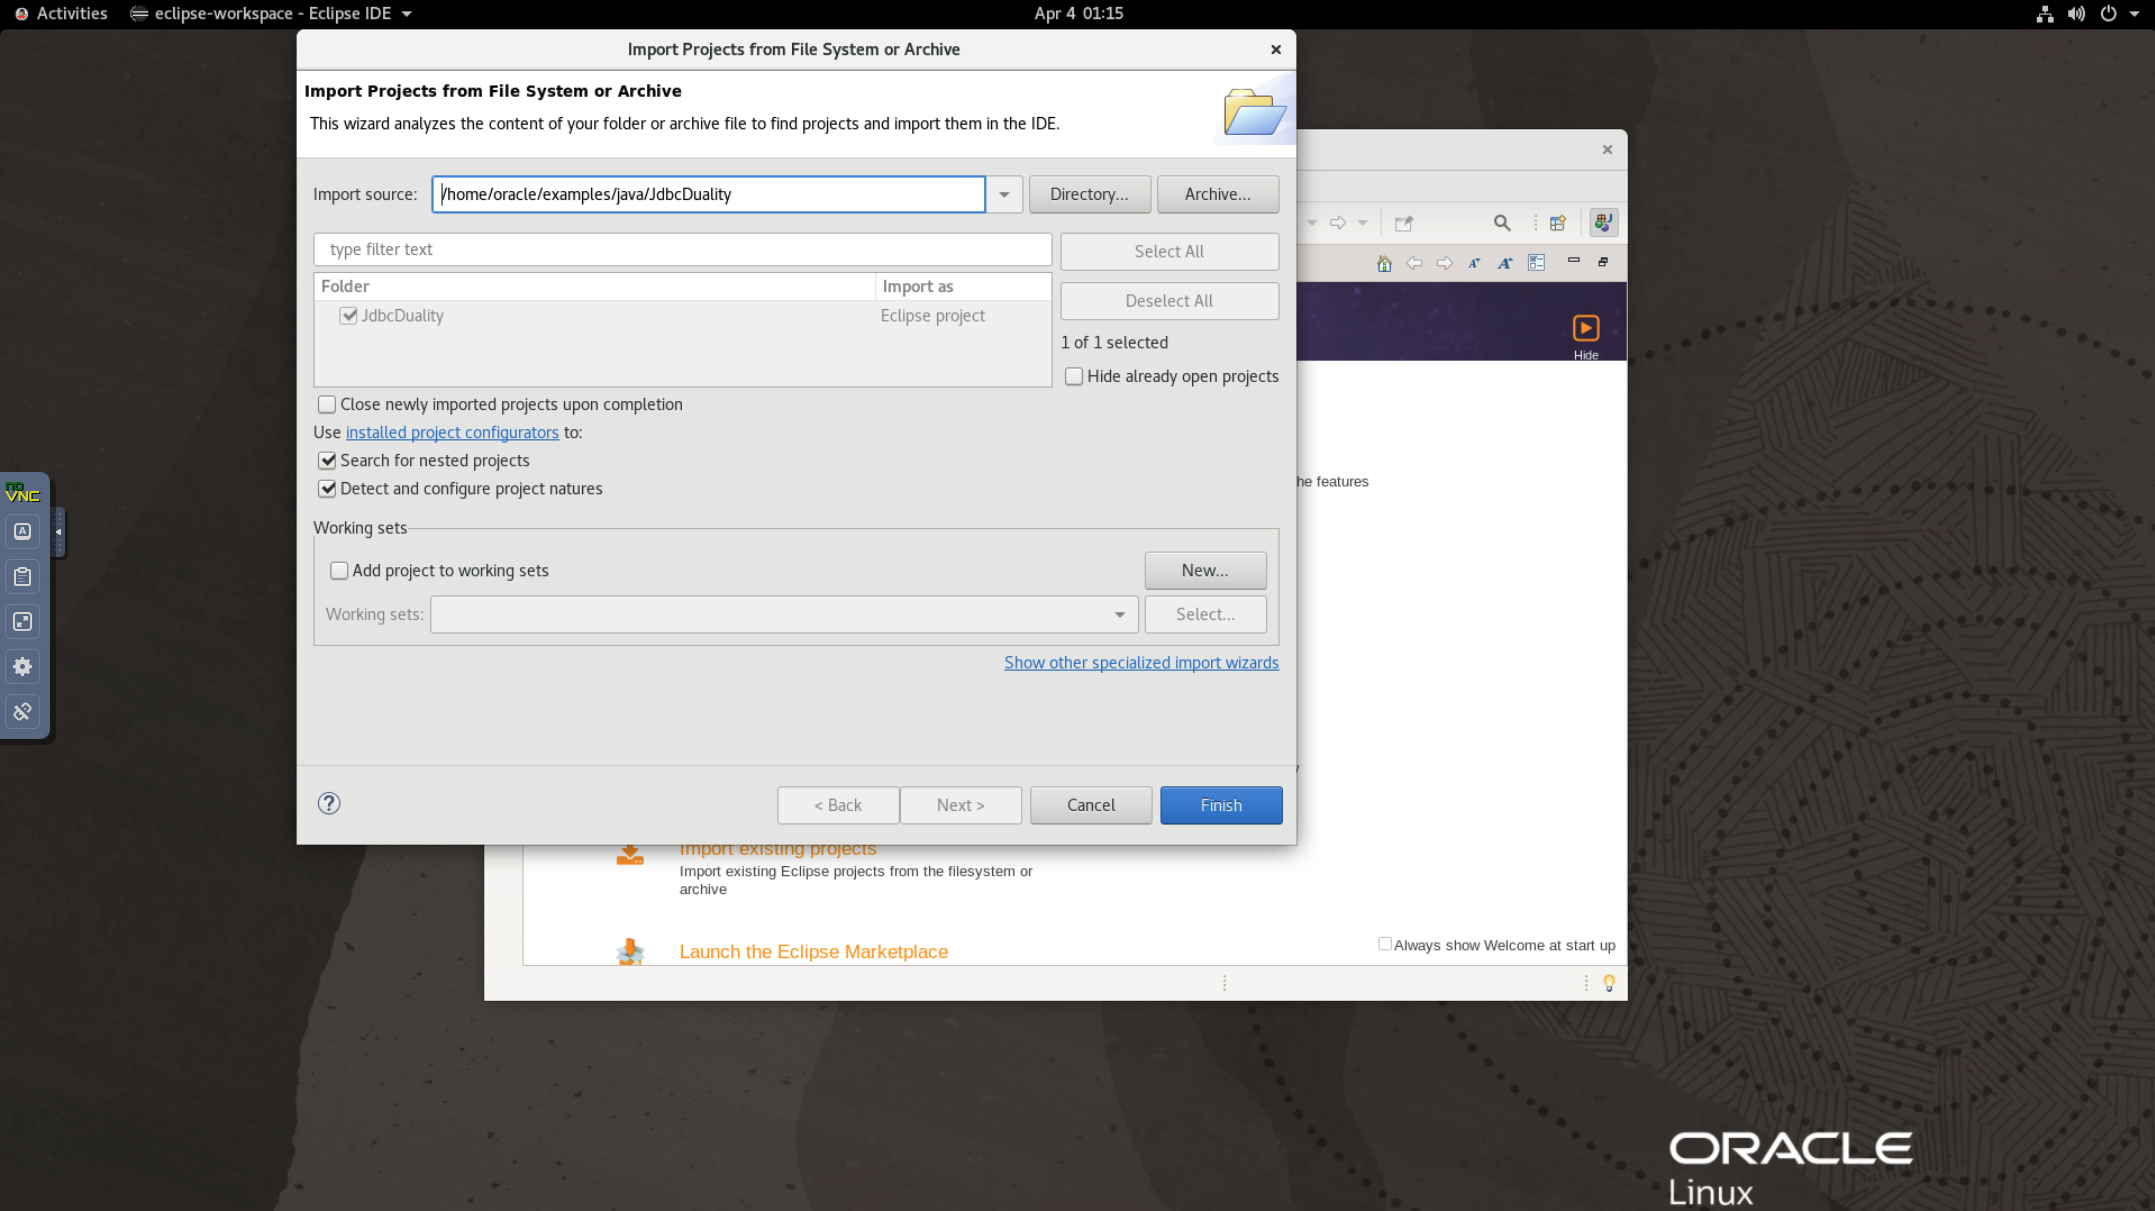 Activities eclipse-workspace - Eclipse IDE Apr 4 01:15
Import Projects from File System or Archive
Import Projects from File System or Archive
This wizard analyzes the content of your folder or archive file to find projects and import them in the IDE.
Import source: /home/oracle/examples/java/JdbcDuality Directory... Archive...
type filter text Select All
Folder Import as
Deselect All
JdbcDuality Eclipse project
1 of 1 selected
Hide
Hide already open projects
Close newly imported projects upon completion
Use installed project configurators to:
Search for nested projects
he features
Detect and configure project natures
no
VNC
Working sets
Add project to working sets New...
Working sets: Select...
Show other specialized import wizards
< Back Next > Cancel Finish
Import existing projects
Import existing Eclipse projects from the filesystem or
archive
Launch the Eclipse Marketplace
Always show Welcome at start up
ORACLE
Linux